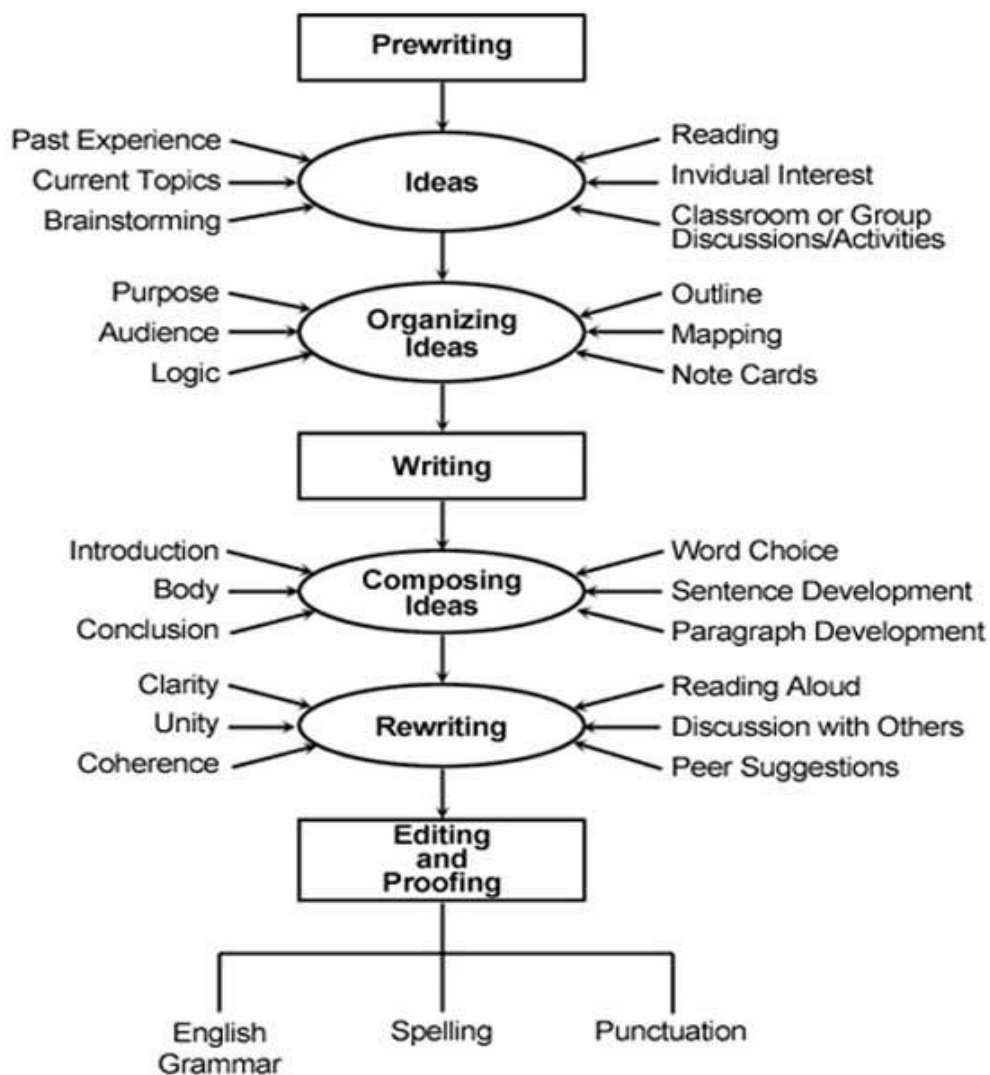 Prewriting
Past Experience
Current Topics
Brainstorming
Ideas
Reading
Invidual Interest
Classroom or Group
Discussions/Activities
Purpose
Audience
Logic
Organizing
Ideas
Outline
Mapping
Note Cards
Writing
Introduction
Body
Conclusion
Composing
Ideas
Word Choice
Sentence Development
Paragraph Development
Clarity
Unity
Coherence
Rewriting
Reading Aloud
Discussion with Others
Peer Suggestions
Editing
and
Proofing
English
Grammar
Spelling
Punctuation